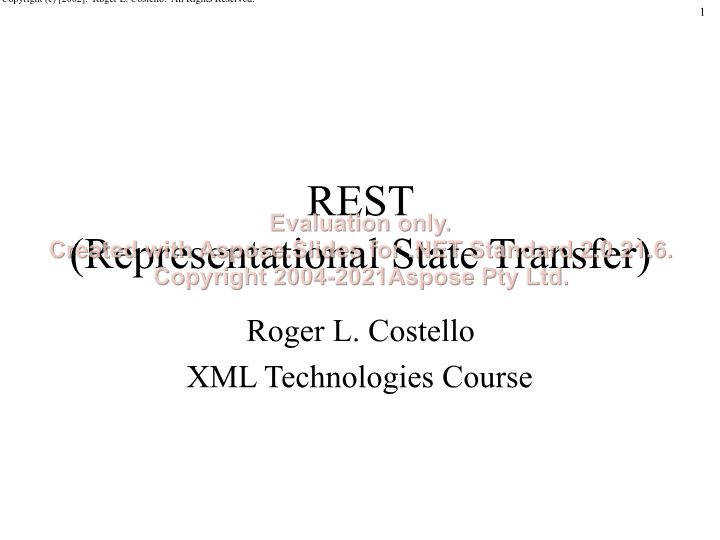 Copyright (c) [2002]. Roger L. Costello. All Rights Reserved.
1
REST
(Representational State Transfer)
Evaluation only.
Created with Aspose.Slides for .NET Standard 2.0 21.6.
Copyright 2004-2021Aspose Pty Ltd.
Roger L. Costello
XML Technologies Course